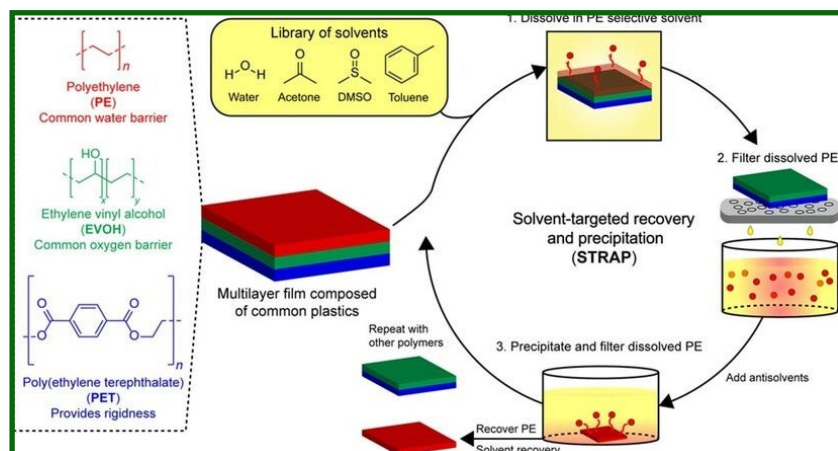 n
Polyethylene
(PE)
Common water barrier
HO
x
y
Ethylene vinyl alcohol
(EVOH)
Common oxygen barrier
O
O
O
O
n
Poly(ethylene terephthalate)
(PET)
Provides rigidness
Library of solvents
H O H
Water
O
Acetone
O
S
DMSO
Toluene
Multilayer film composed
of common plastics
1. Dissolve in PE selective solvent
2. Filter dissolved PE
Solvent-targeted recovery
and precipitation
(STRAP)
Add antisolvents
3. Precipitate and filter dissolved PE
Repeat with
other polymers
Recover PE
Solvent recovery